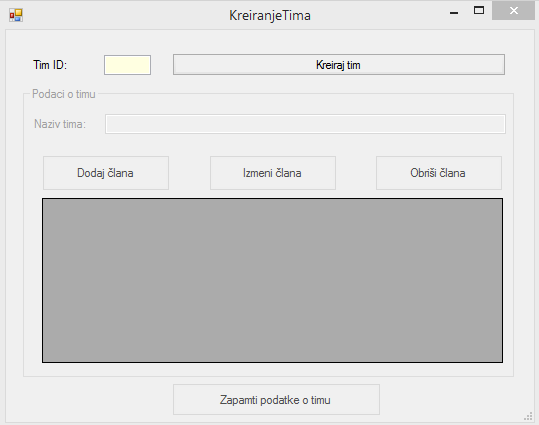 KreiranjeTima
Tim ID:
Kreiraj tim
Podaci o timu
Naziv tima:
Dodaj člana
Izmeni člana
Obriši člana
Zapamti podatke o timu